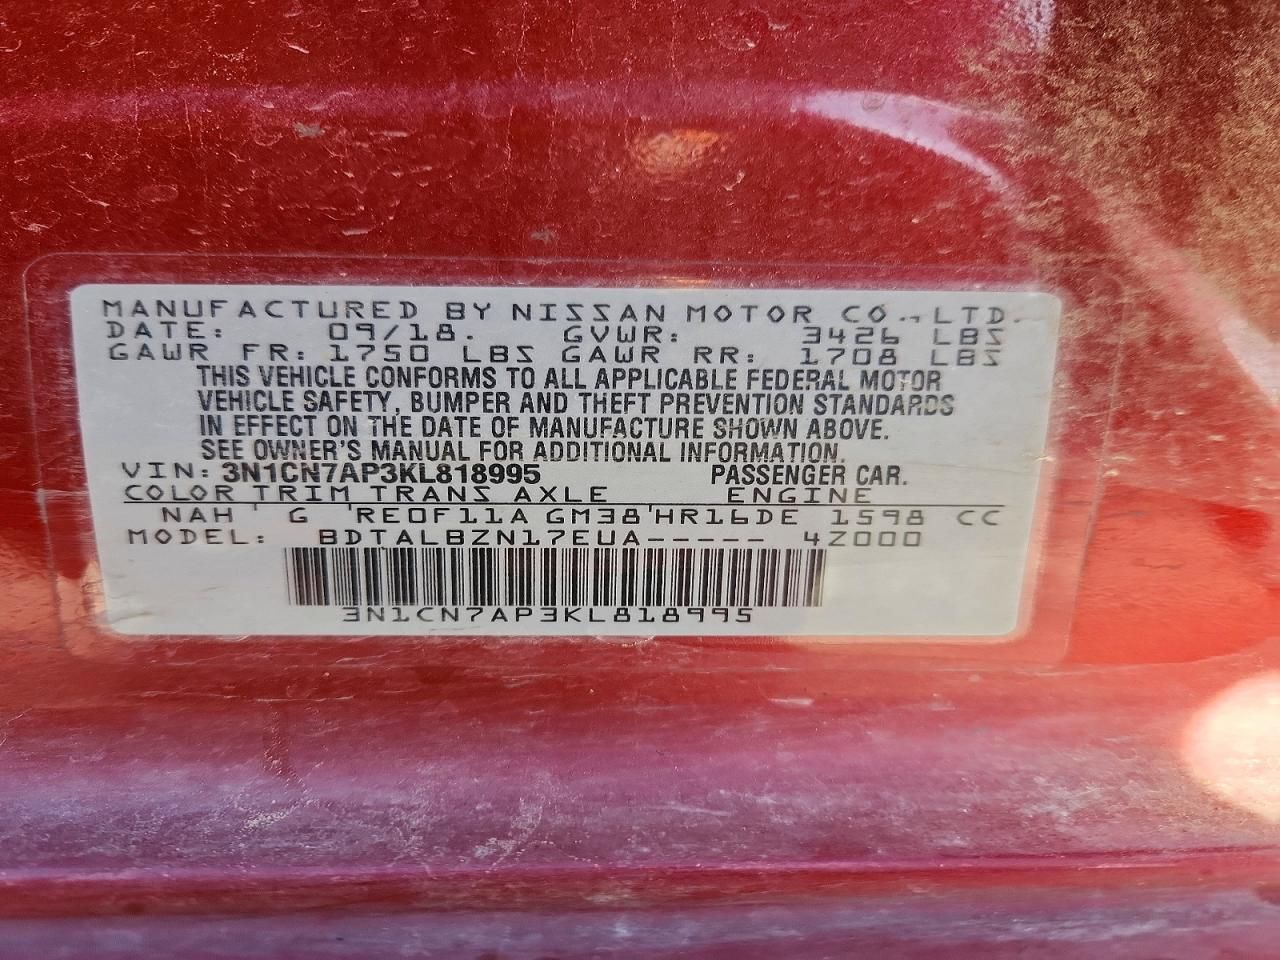 MANUFACTURED BY NISSAN MOTOR CO., LTD.
DATE: 09/18. GVWR: 3426 LBS
GAWR FR: 1750 LBS GAWR RR: 1708 LBS
THIS VEHICLE CONFORMS TO ALL APPLICABLE FEDERAL MOTOR
VEHICLE SAFETY, BUMPER AND THEFT PREVENTION STANDARDS
IN EFFECT ON THE DATE OF MANUFACTURE SHOWN ABOVE.
SEE OWNER'S MANUAL FOR ADDITIONAL INFORMATION.
VIN: 3N1CN7AP3KL818995 PASSENGER CAR.
COLOR TRIM TRANS AXLE ENGINE
NAH ' G 'RE0F11A GM38'HR16DE 1598 CC
MODEL: BDTALBZN17EUA----- 4Z000
3N1CN7AP3KL818995